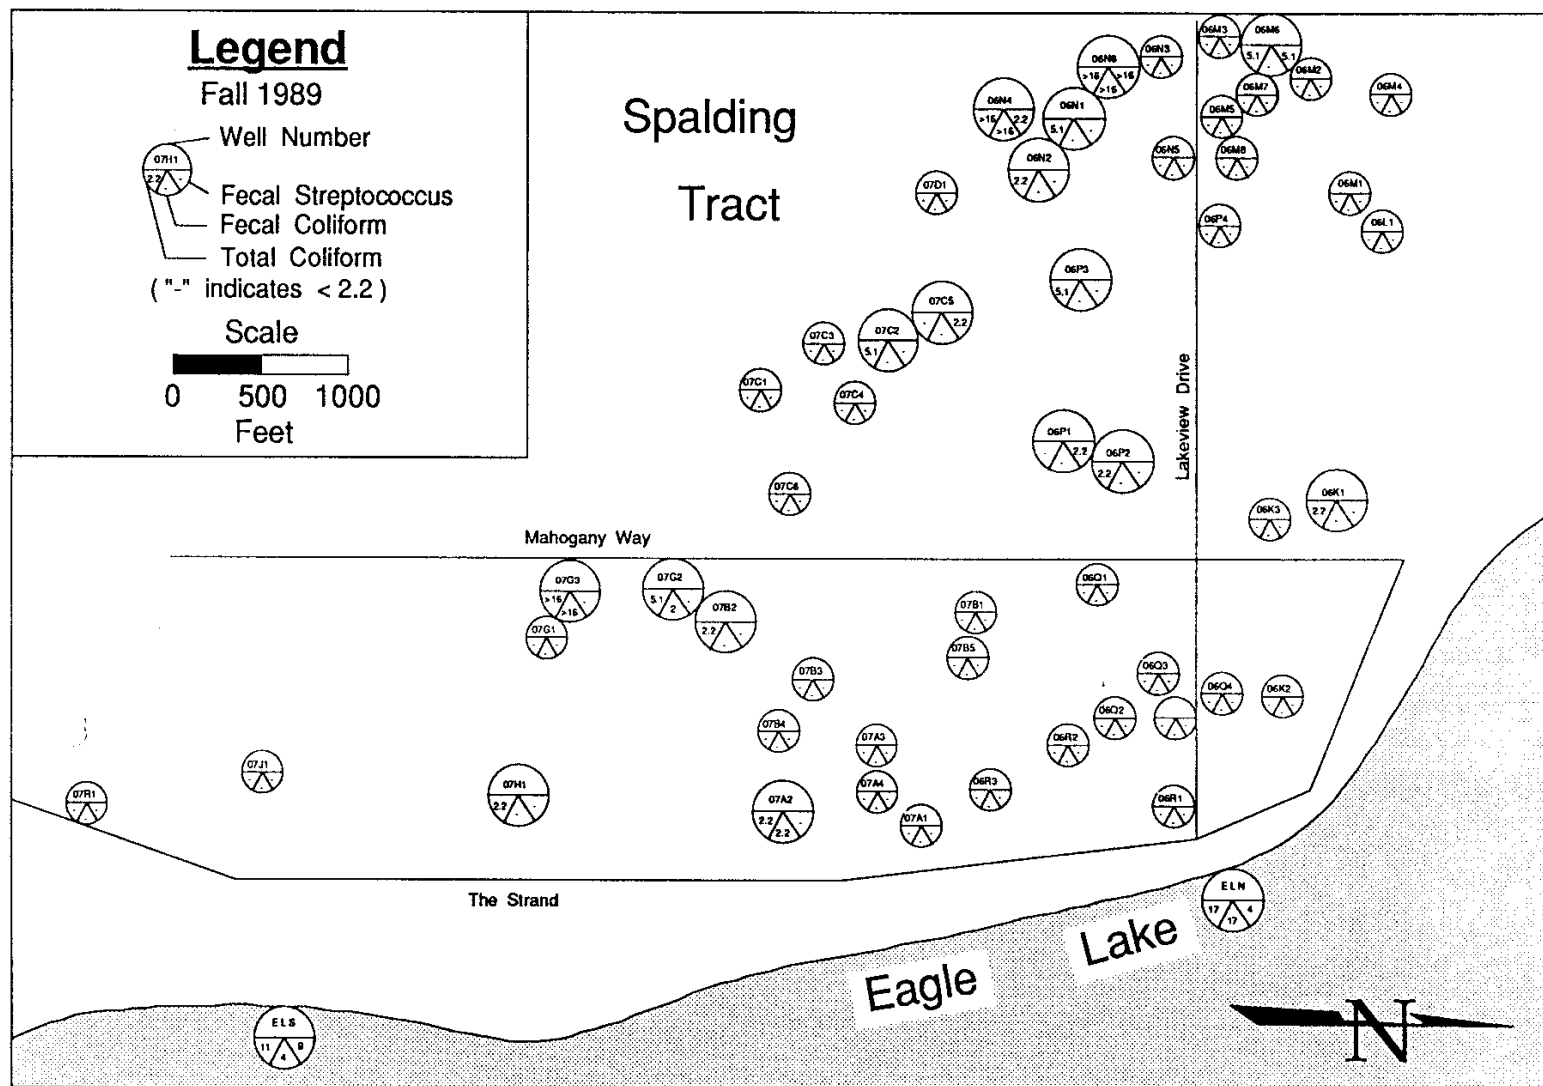 Legend
Fall 1989
Well Number
07H1
2.2 - -
Fecal Streptococcus
Fecal Coliform
Total Coliform
( "-" indicates < 2.2 )
Scale
0 500 1000
Feet
Spalding
Tract
06M3
- - -
06M6
5.1 - 5.1
06N3
- - -
06N6
>16 >16 >16
06M2
- - -
06M4
- - -
06M7
- - -
06N4
>16 >16 2.2
06N1
5.1 - -
06M5
- - -
06N5
- - -
06M8
- - -
06N2
2.2 - -
07D1
- - -
06M1
- - -
06P4
- - -
06L1
- - -
06P3
5.1 - -
07C5
- - 2.2
07C3
- - -
07C2
5.1 - -
07C1
- - -
07C4
- - -
Lakeview Drive
06P1
- - 2.2
06P2
2.2 - -
07C6
- - -
06K3
- - -
06K1
2.2 - -
Mahogany Way
07G3
>16 >16 -
07G2
5.1 2 -
07B2
2.2 - -
06Q1
- - -
07B1
- - -
07G1
- - -
07B5
- - -
07B3
- - -
06Q3
- - -
06Q4
- - -
06K2
- - -
07B4
- - -
06Q2
- - -
- - -
07A3
- - -
06R2
- - -
07J1
- - -
07R1
- - -
07H1
2.2 - -
07A2
2.2 2.2 -
07A4
- - -
06R3
- - -
07A1
- - -
06R1
- - -
The Strand
ELN
17 17 4
Eagle Lake
ELS
11 4 9
N